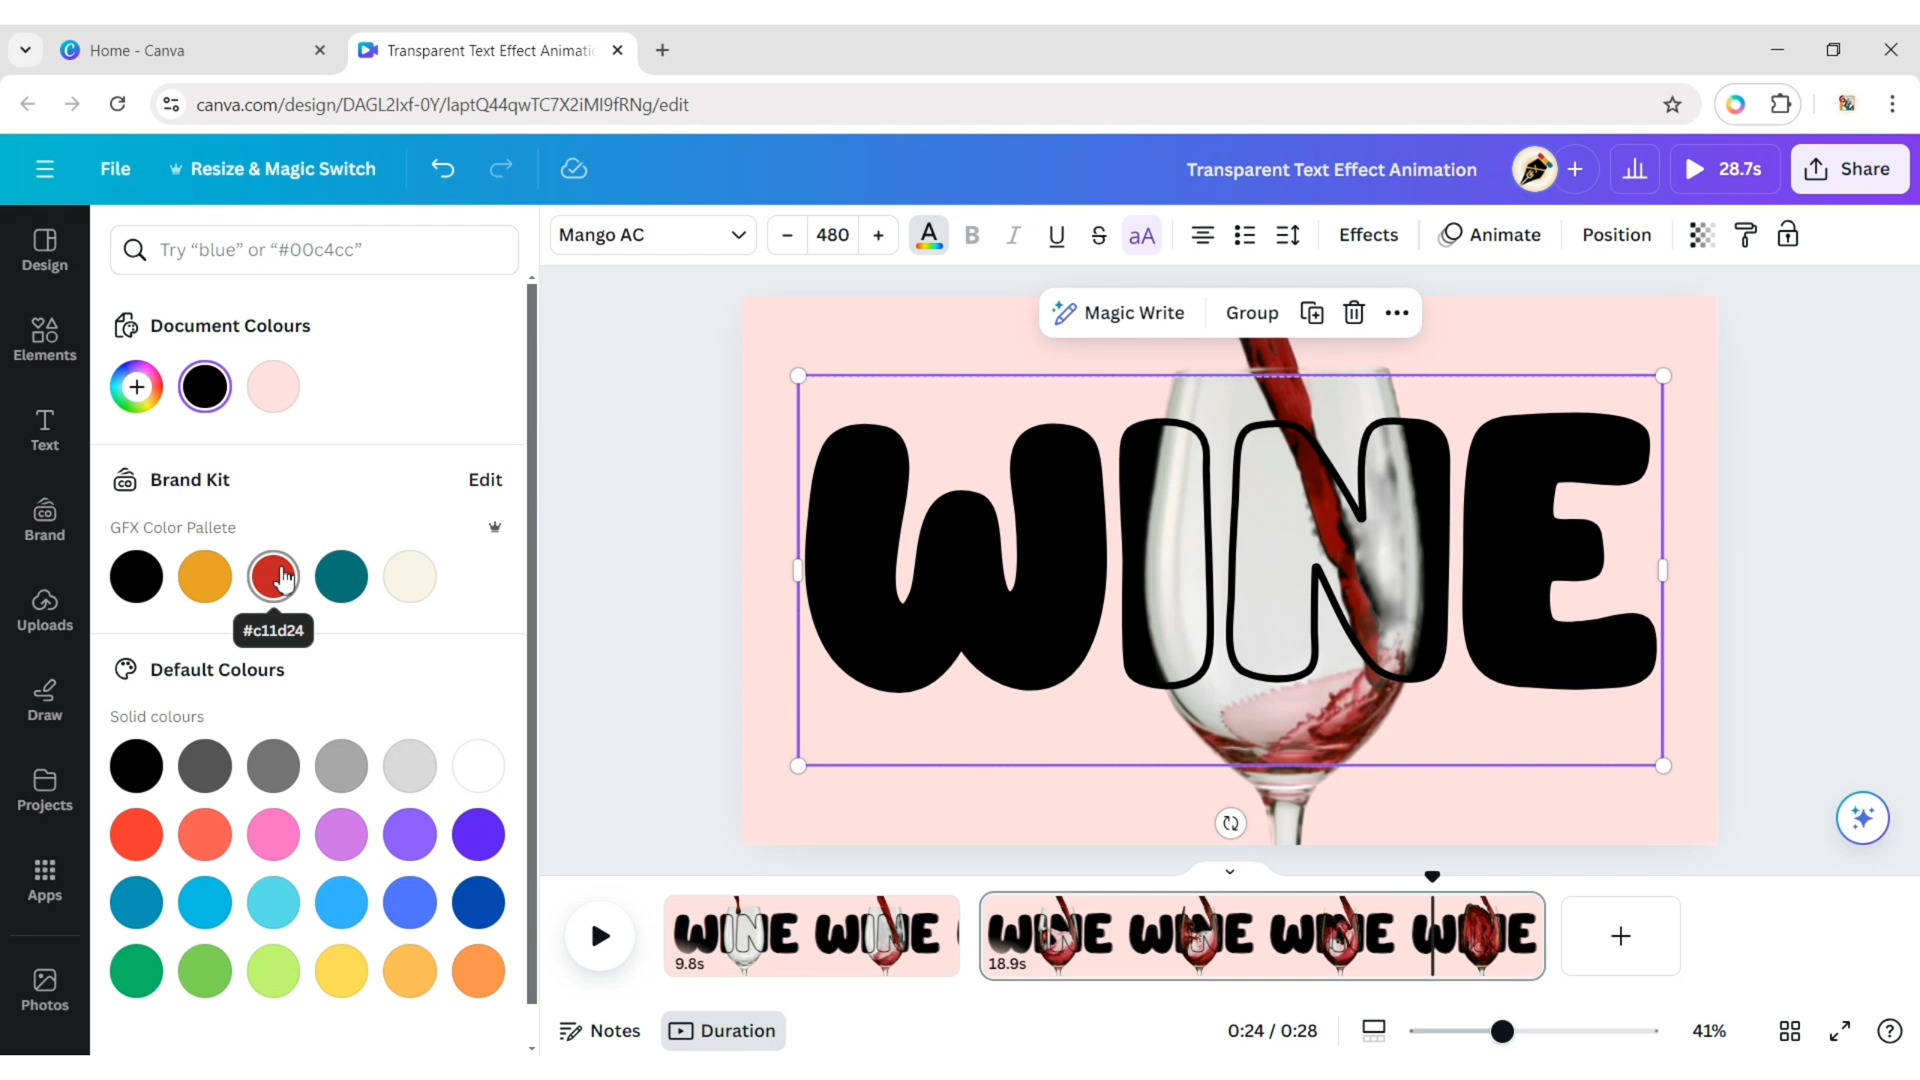 Home - Canva
Transparent Text Effect Animatio
canva.com/design/DAGL2Ixf-0Y/laptQ44qwTC7X2iMI9fRNg/edit
File
Resize & Magic Switch
Transparent Text Effect Animation
28.7s
Share
Design
Elements
Text
Brand
Uploads
Draw
Projects
Apps
Photos
Try “blue” or “#00c4cc”
Document Colours
Brand Kit
Edit
GFX Color Pallete
#c11d24
Default Colours
Solid colours
Mango AC
480
A
B
I
U
S
aA
Effects
Animate
Position
Magic Write
Group
WINE
WINE WINE
9.8s
WINE WINE WINE WINE
18.9s
Notes
Duration
0:24 / 0:28
41%